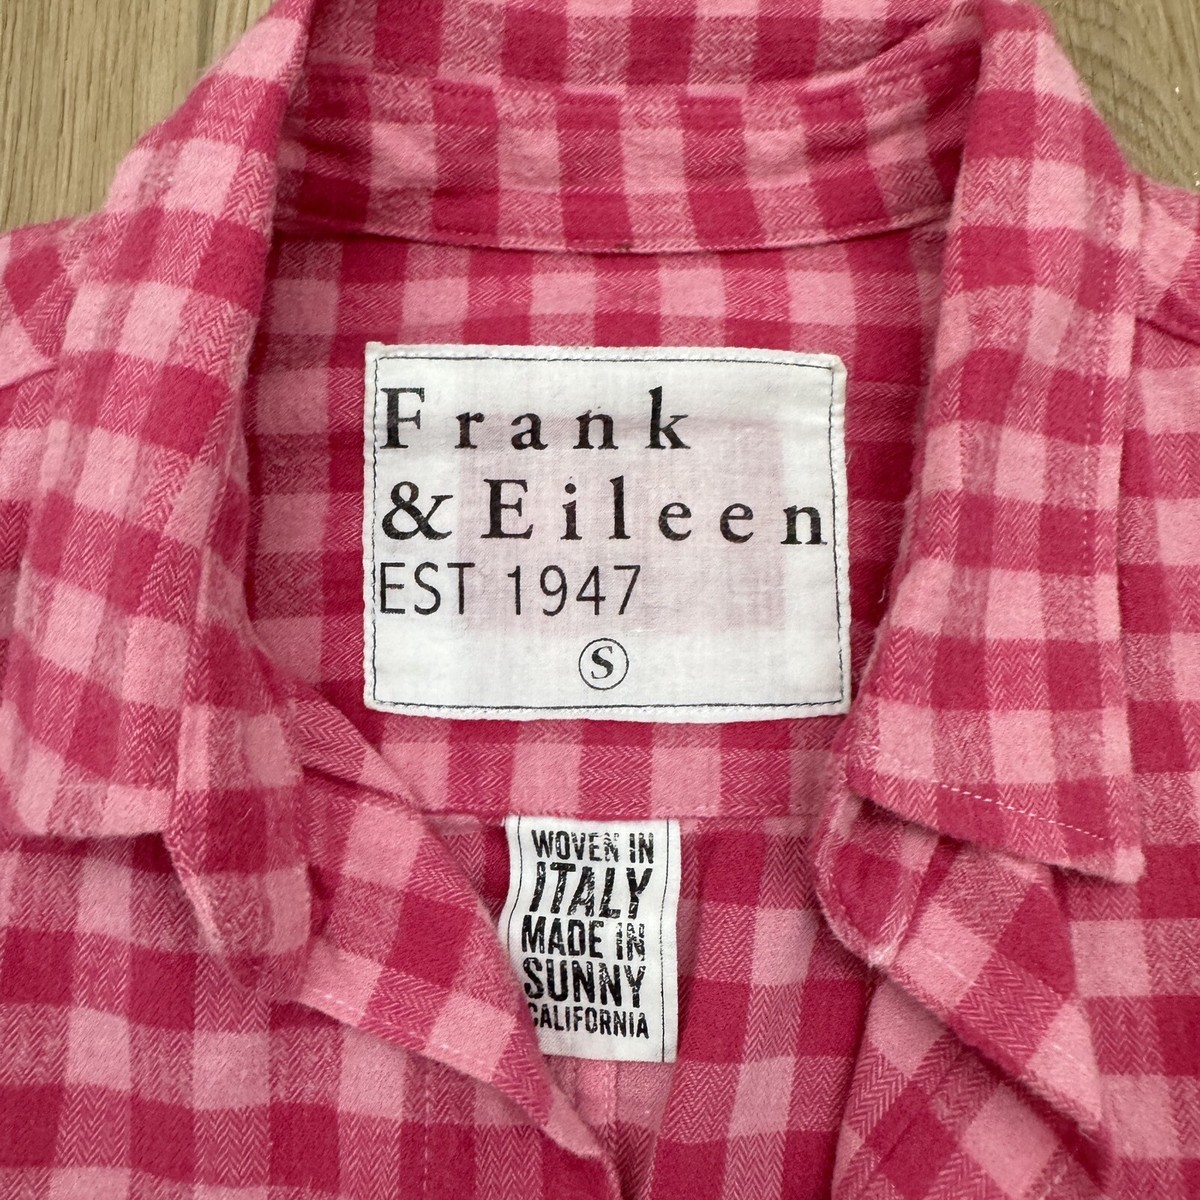 Frank
& Eileen
EST 1947
S
WOVEN IN
ITALY
MADE IN
SUNNY
CALIFORNIA